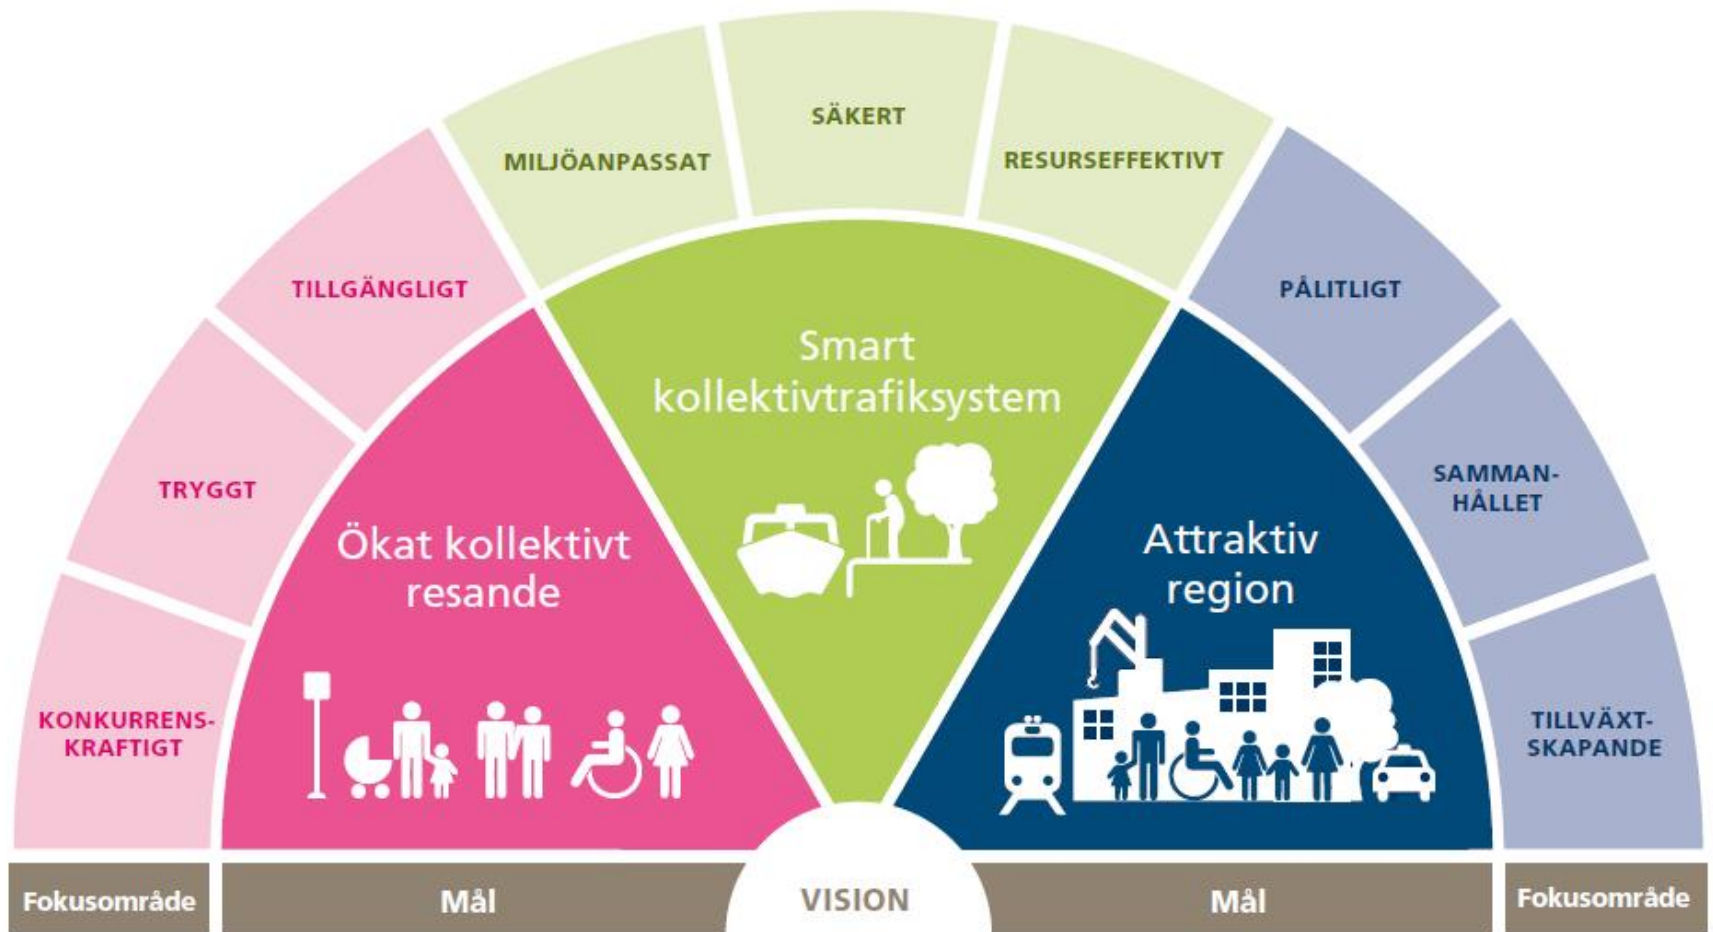 SÄKERT
MILJÖANPASSAT
RESURSEFFEKTIVT
TILLGÄNGLIGT
PÅLITLIGT
Smart
kollektivtrafiksystem
TRYGGT
SAMMAN-
HÅLLET
Ökat kollektivt
resande
Attraktiv
region
KONKURRENS-
KRAFTIGT
TILLVÄXT-
SKAPANDE
Fokusområde
Mål
VISION
Mål
Fokusområde